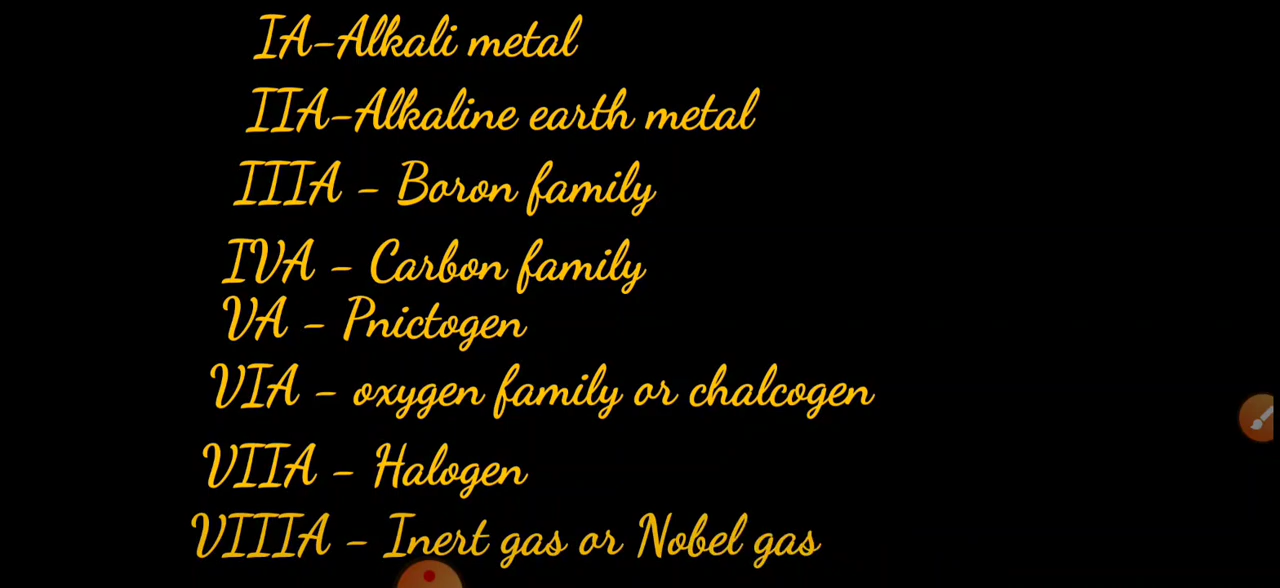 IA-Alkali metal
IIA-Alkaline earth metal
IIIA - Boron family
IVA - Carbon family
VA - Pnictogen
VIA - oxygen family or chalcogen
VIIA - Halogen
VIIIA - Inert gas or Nobel gas